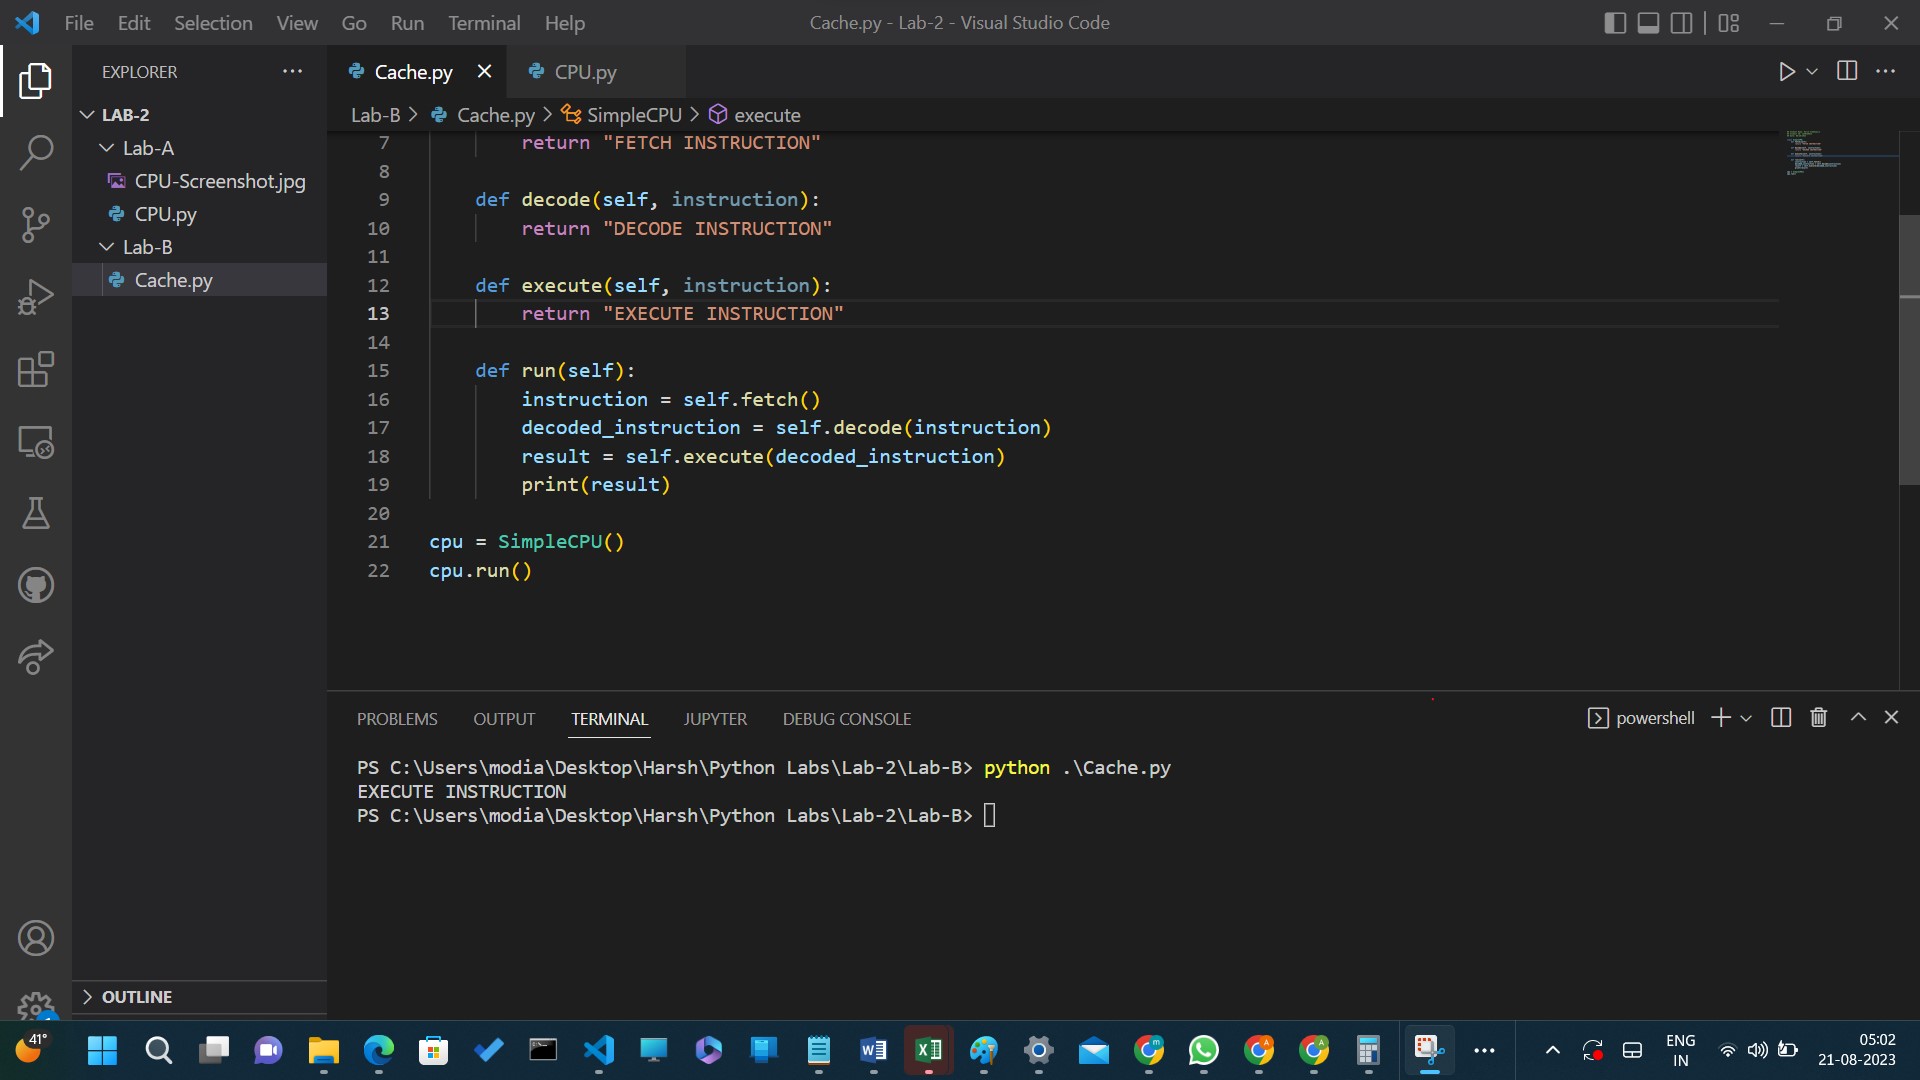 File Edit Selection View Go Run Terminal Help
Cache.py - Lab-2 - Visual Studio Code
EXPLORER
LAB-2
Lab-A
CPU-Screenshot.jpg
CPU.py
Lab-B
Cache.py
OUTLINE
Cache.py CPU.py
Lab-B > Cache.py > SimpleCPU > execute
7 return "FETCH INSTRUCTION"
8
9 def decode(self, instruction):
10 return "DECODE INSTRUCTION"
11
12 def execute(self, instruction):
13 return "EXECUTE INSTRUCTION"
14
15 def run(self):
16 instruction = self.fetch()
17 decoded_instruction = self.decode(instruction)
18 result = self.execute(decoded_instruction)
19 print(result)
20
21 cpu = SimpleCPU()
22 cpu.run()
PROBLEMS OUTPUT TERMINAL JUPYTER DEBUG CONSOLE
powershell
PS C:\Users\modia\Desktop\Harsh\Python Labs\Lab-2\Lab-B> python .\Cache.py
EXECUTE INSTRUCTION
PS C:\Users\modia\Desktop\Harsh\Python Labs\Lab-2\Lab-B>
41°
ENG
IN
05:02
21-08-2023